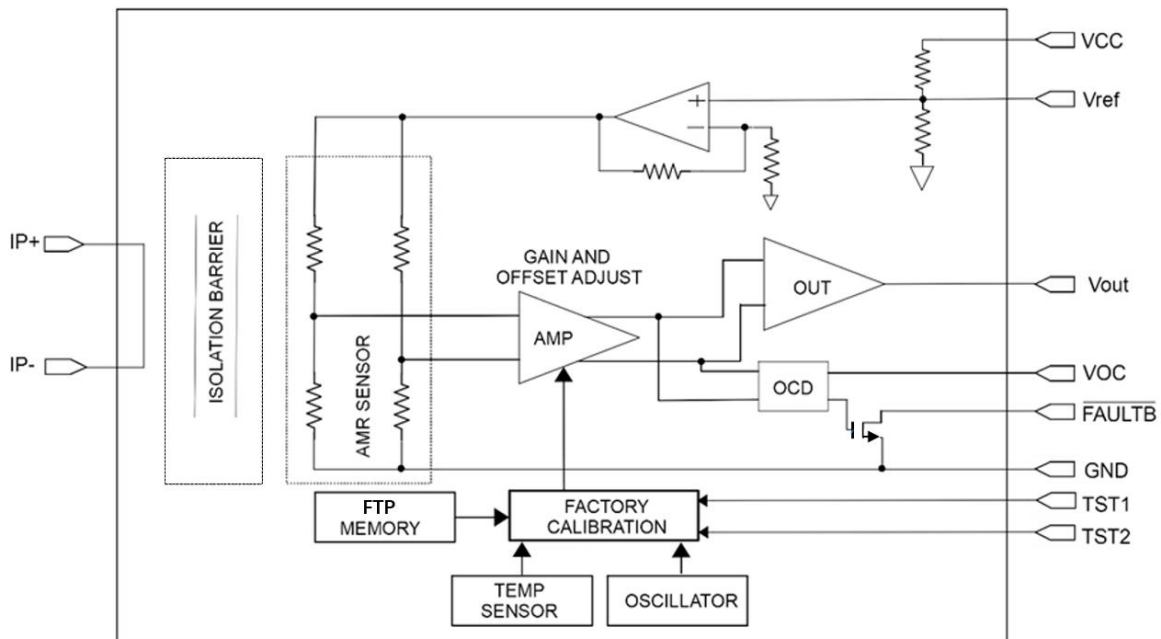 VCC
Vref
+
−
IP+
IP-
ISOLATION BARRIER
AMR SENSOR
GAIN AND
OFFSET ADJUST
AMP
OUT
Vout
OCD
VOC
FAULTB
GND
FTP
MEMORY
FACTORY
CALIBRATION
TST1
TST2
TEMP
SENSOR
OSCILLATOR